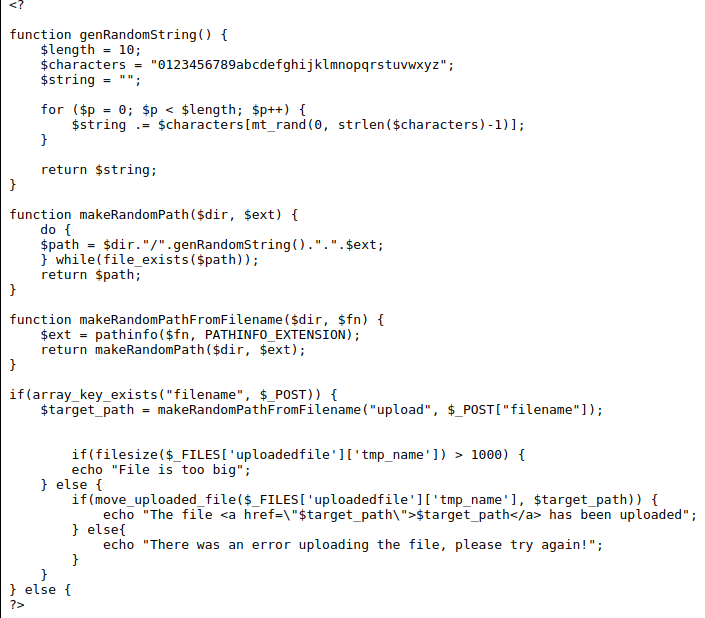 <?
function genRandomString() {
    $length = 10;
    $characters = "0123456789abcdefghijklmnopqrstuvwxyz";
    $string = "";
    for ($p = 0; $p < $length; $p++) {
        $string .= $characters[mt_rand(0, strlen($characters)-1)];
    }
    return $string;
}
function makeRandomPath($dir, $ext) {
    do {
    $path = $dir."/".genRandomString().".".$ext;
    } while(file_exists($path));
    return $path;
}
function makeRandomPathFromFilename($dir, $fn) {
    $ext = pathinfo($fn, PATHINFO_EXTENSION);
    return makeRandomPath($dir, $ext);
}
if(array_key_exists("filename", $_POST)) {
    $target_path = makeRandomPathFromFilename("upload", $_POST["filename"]);
        if(filesize($_FILES['uploadedfile']['tmp_name']) > 1000) {
        echo "File is too big";
    } else {
        if(move_uploaded_file($_FILES['uploadedfile']['tmp_name'], $target_path)) {
            echo "The file <a href=\"$target_path\">$target_path</a> has been uploaded";
        } else{
            echo "There was an error uploading the file, please try again!";
        }
    }
} else {
?>